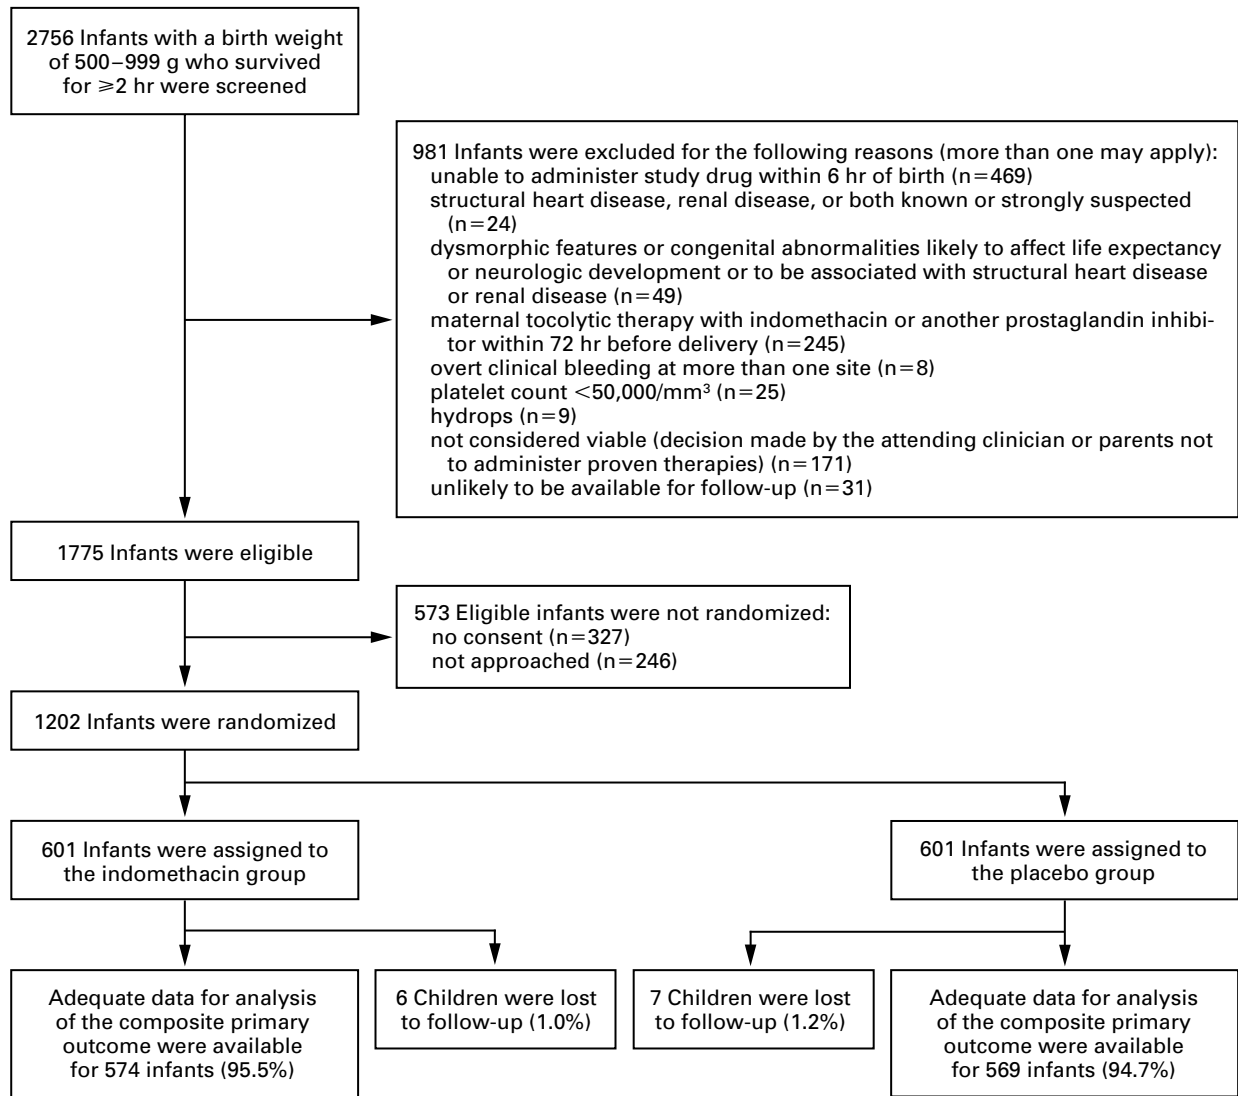 2756 Infants with a birth weight
of 500–999 g who survived
for ⩾2 hr were screened
981 Infants were excluded for the following reasons (more than one may apply):
unable to administer study drug within 6 hr of birth (n=469)
structural heart disease, renal disease, or both known or strongly suspected
(n=24)
dysmorphic features or congenital abnormalities likely to affect life expectancy
or neurologic development or to be associated with structural heart disease
or renal disease (n=49)
maternal tocolytic therapy with indomethacin or another prostaglandin inhibi-
tor within 72 hr before delivery (n=245)
overt clinical bleeding at more than one site (n=8)
platelet count <50,000/mm³ (n=25)
hydrops (n=9)
not considered viable (decision made by the attending clinician or parents not
to administer proven therapies) (n=171)
unlikely to be available for follow-up (n=31)
1775 Infants were eligible
573 Eligible infants were not randomized:
no consent (n=327)
not approached (n=246)
1202 Infants were randomized
601 Infants were assigned to
the indomethacin group
601 Infants were assigned to
the placebo group
Adequate data for analysis
of the composite primary
outcome were available
for 574 infants (95.5%)
6 Children were lost
to follow-up (1.0%)
7 Children were lost
to follow-up (1.2%)
Adequate data for analysis
of the composite primary
outcome were available
for 569 infants (94.7%)